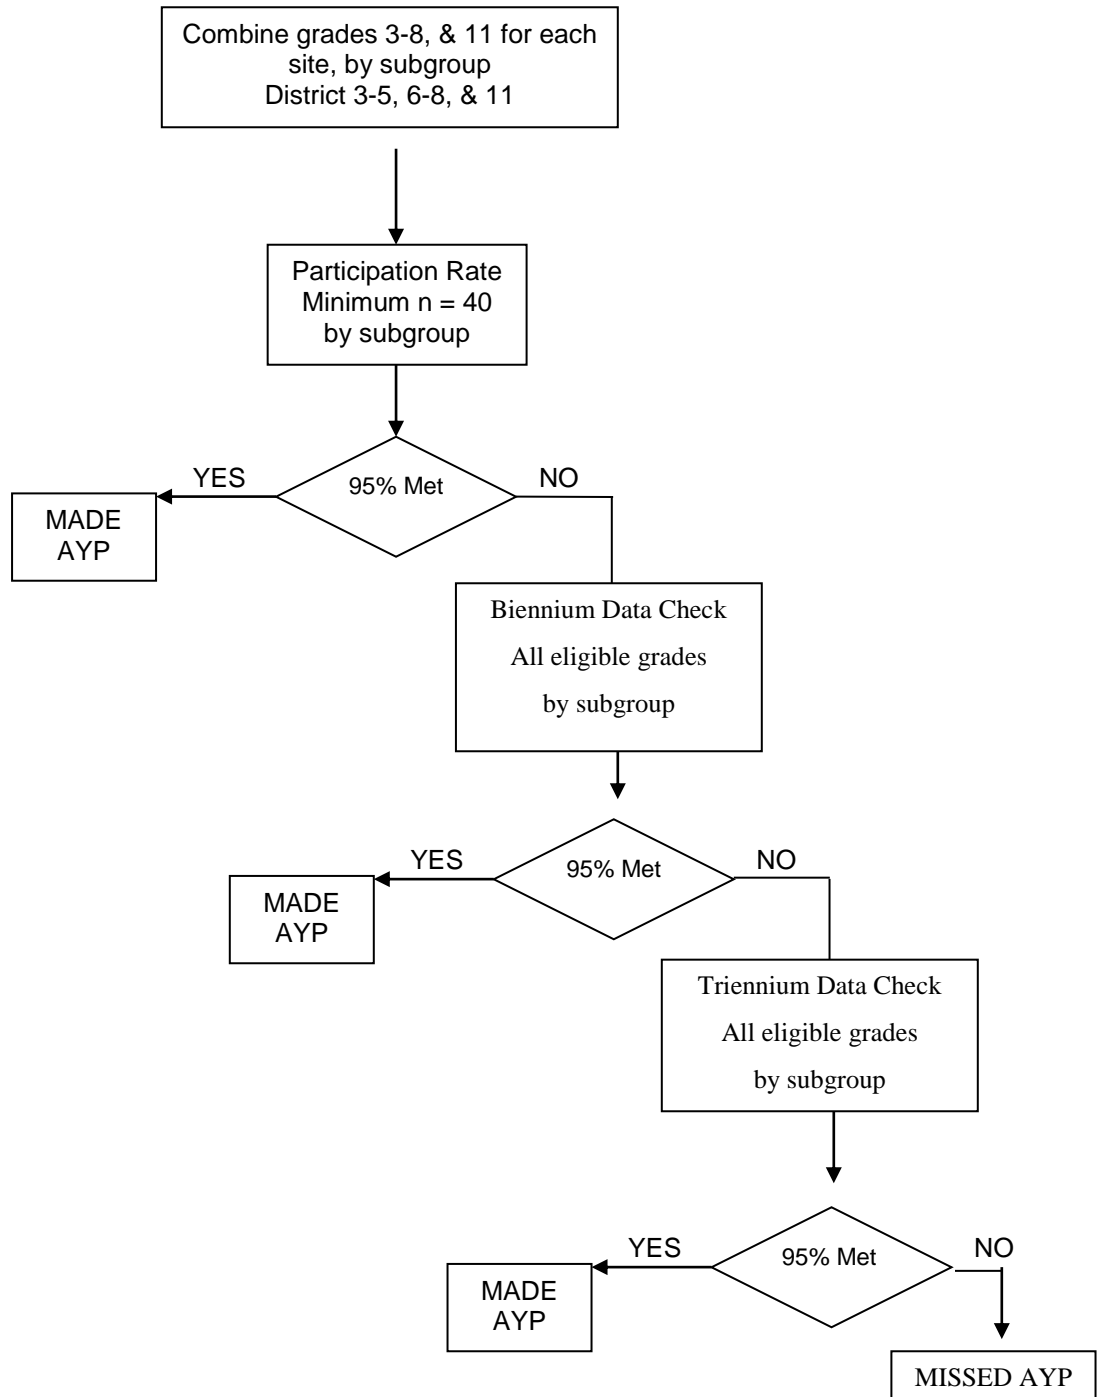 Combine grades 3-8, & 11 for each
site, by subgroup
District 3-5, 6-8, & 11
Participation Rate
Minimum n = 40
by subgroup
95% Met
YES
NO
MADE
AYP
Biennium Data Check
All eligible grades
by subgroup
95% Met
YES
NO
MADE
AYP
Triennium Data Check
All eligible grades
by subgroup
95% Met
YES
NO
MADE
AYP
MISSED AYP